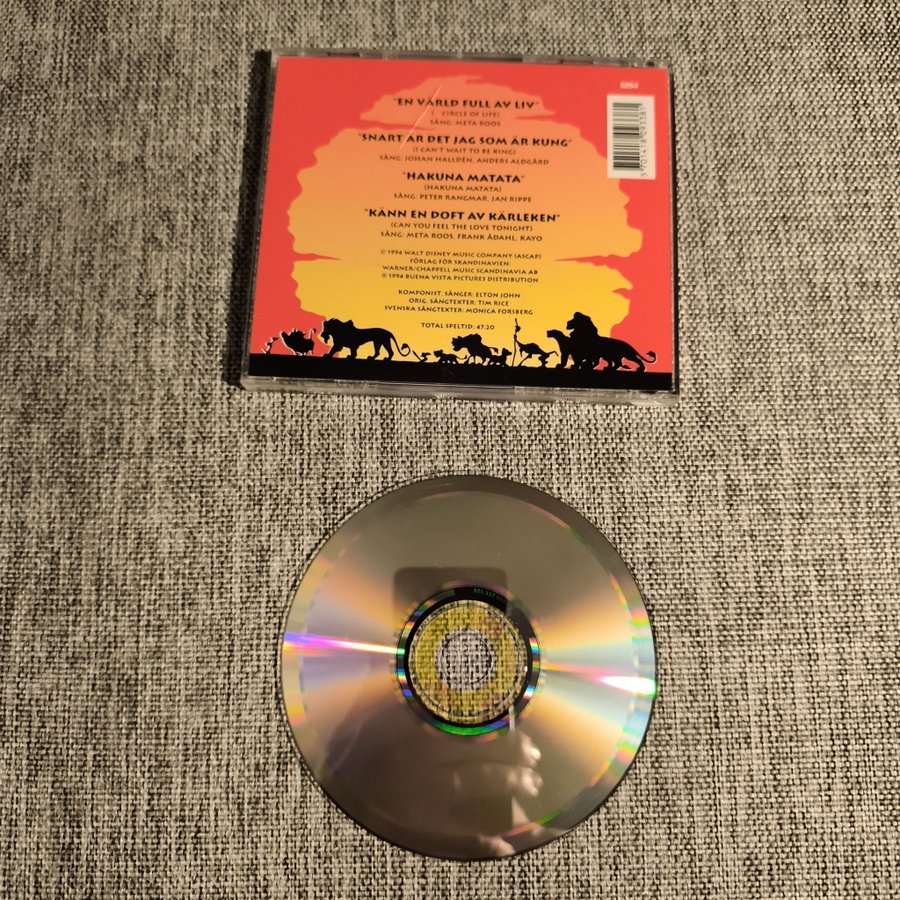 8864
"EN VÄRLD FULL AV LIV"
( CIRCLE OF LIFE)
SÅNG: META ROOS
"SNART ÄR DET JAG SOM ÄR KUNG"
(I CAN'T WAIT TO BE KING)
SÅNG: JOHAN HALLDÉN, ANDERS ALDGÅRD
"HAKUNA MATATA"
(HAKUNA MATATA)
SÅNG: PETER RANGMAR, JAN RIPPE
"KÄNN EN DOFT AV KÄRLEKEN"
(CAN YOU FEEL THE LOVE TONIGHT)
SÅNG: META ROOS, FRANK ÅDAHL, KAYO
© 1994 WALT DISNEY MUSIC COMPANY (ASCAP)
FÖRLAG FÖR SKANDINAVIEN:
WARNER/CHAPPELL MUSIC SCANDINAVIA AB
℗ 1994 BUENA VISTA PICTURES DISTRIBUTION
KOMPONIST, SÅNGER: ELTON JOHN
ORIG. SÅNGTEXTER: TIM RICE
SVENSKA SÅNGTEXTER: MONICA FORSBERG
TOTAL SPELTID: 47:20